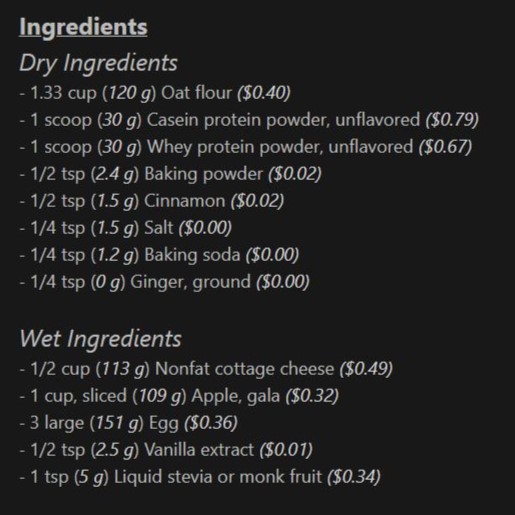 Ingredients
Dry Ingredients
- 1.33 cup (120 g) Oat flour ($0.40)
- 1 scoop (30 g) Casein protein powder, unflavored ($0.79)
- 1 scoop (30 g) Whey protein powder, unflavored ($0.67)
- 1/2 tsp (2.4 g) Baking powder ($0.02)
- 1/2 tsp (1.5 g) Cinnamon ($0.02)
- 1/4 tsp (1.5 g) Salt ($0.00)
- 1/4 tsp (1.2 g) Baking soda ($0.00)
- 1/4 tsp (0 g) Ginger, ground ($0.00)
Wet Ingredients
- 1/2 cup (113 g) Nonfat cottage cheese ($0.49)
- 1 cup, sliced (109 g) Apple, gala ($0.32)
- 3 large (151 g) Egg ($0.36)
- 1/2 tsp (2.5 g) Vanilla extract ($0.01)
- 1 tsp (5 g) Liquid stevia or monk fruit ($0.34)